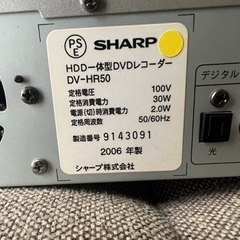 PS
E
SHARP
HDD一体型DVDレコーダー
DV-HR50
定格電圧 100V
定格消費電力 30W
電源(切)時消費電力 2.0W
定格周波数 50/60Hz
製造番号 9143091
2006 年製
シャープ株式会社
デジタル
光